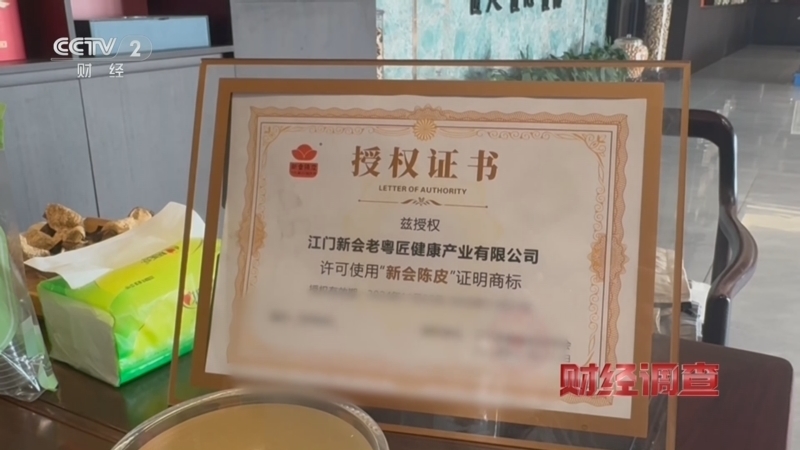 CCTV 2
财经
授权证书
LETTER OF AUTHORITY
兹授权
江门新会老粤匠健康产业有限公司
许可使用“新会陈皮”证明商标
财经调查